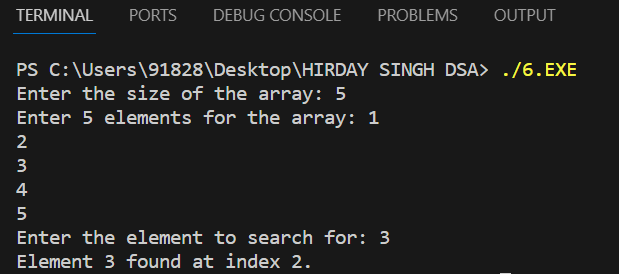 TERMINAL PORTS DEBUG CONSOLE PROBLEMS OUTPUT
PS C:\Users\91828\Desktop\HIRDAY SINGH DSA> ./6.EXE
Enter the size of the array: 5
Enter 5 elements for the array: 1
2
3
4
5
Enter the element to search for: 3
Element 3 found at index 2.